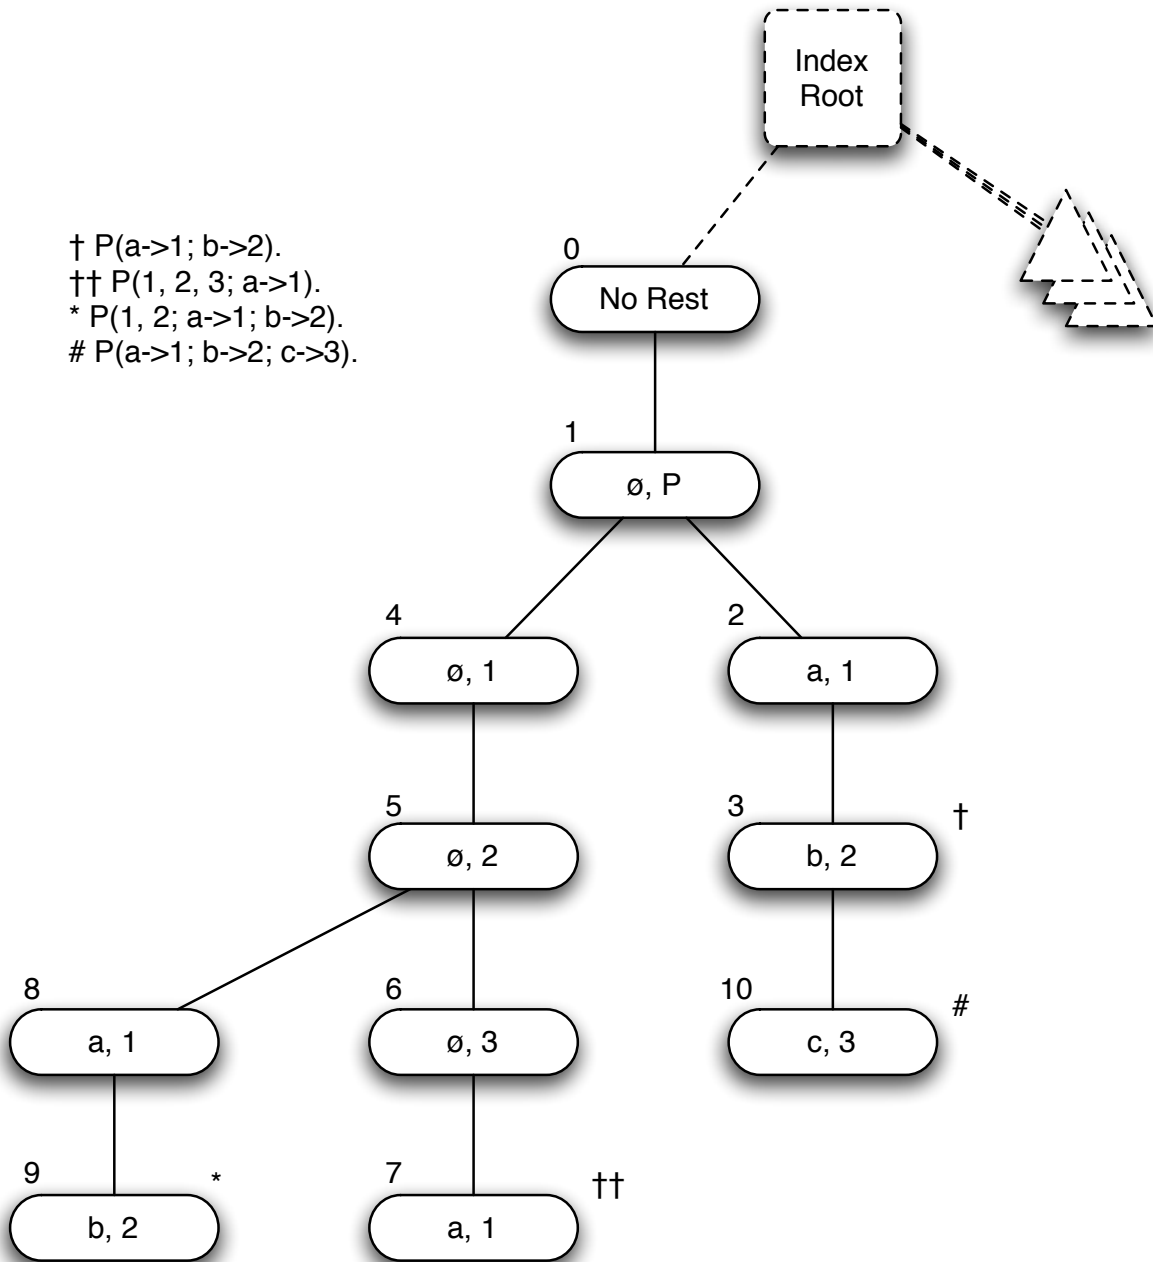 Index
Root
† P(a->1; b->2).
†† P(1, 2, 3; a->1).
* P(1, 2; a->1; b->2).
# P(a->1; b->2; c->3).
0
No Rest
1
ø, P
4
ø, 1
2
a, 1
5
ø, 2
3
b, 2
†
8
a, 1
6
ø, 3
10
c, 3
#
9
b, 2
*
7
a, 1
††